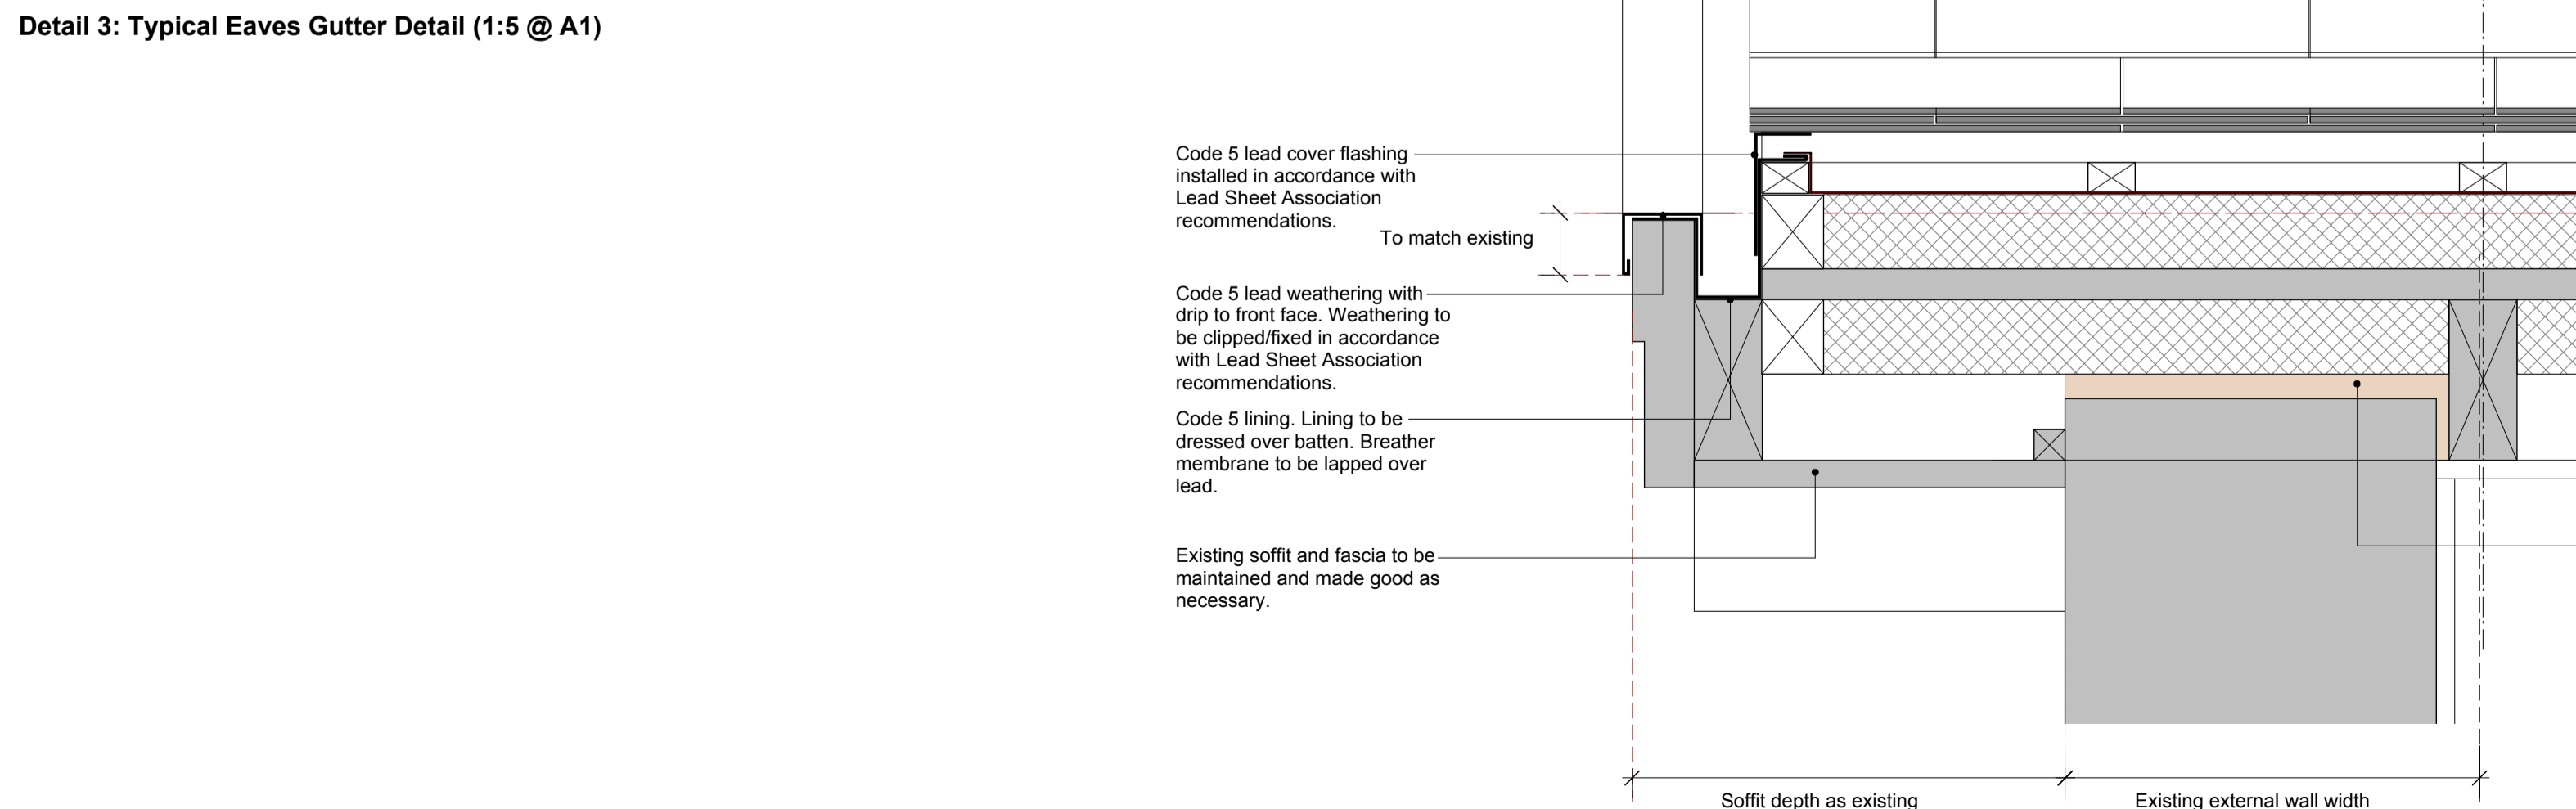 Detail 3: Typical Eaves Gutter Detail (1:5 @ A1)
Code 5 lead cover flashing
installed in accordance with
Lead Sheet Association
recommendations.
To match existing
Code 5 lead weathering with
drip to front face. Weathering to
be clipped/fixed in accordance
with Lead Sheet Association
recommendations.
Code 5 lining. Lining to be
dressed over batten. Breather
membrane to be lapped over
lead.
Existing soffit and fascia to be
maintained and made good as
necessary.
Soffit depth as existing
Existing external wall width